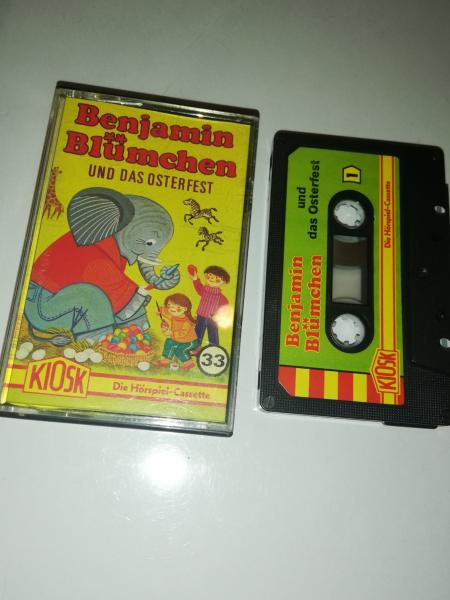 Benjamin
Blümchen
UND DAS OSTERFEST
33
KIOSK
Die Hörspiel-Cassette
1
und
das Osterfest
Benjamin
Blümchen
Die Hörspiel-Cassette
KIOSK